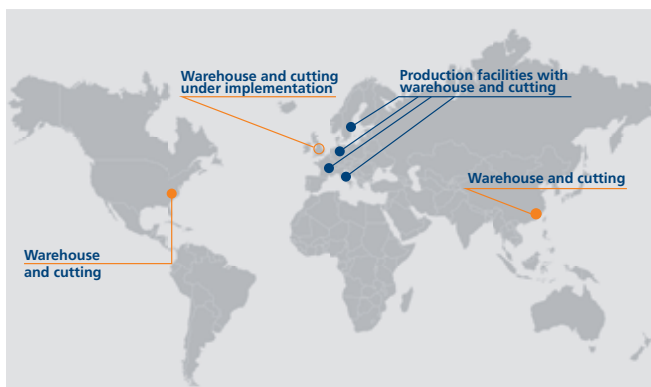 Warehouse and cutting
under implementation
Production facilities with
warehouse and cutting
Warehouse and cutting
Warehouse
and cutting